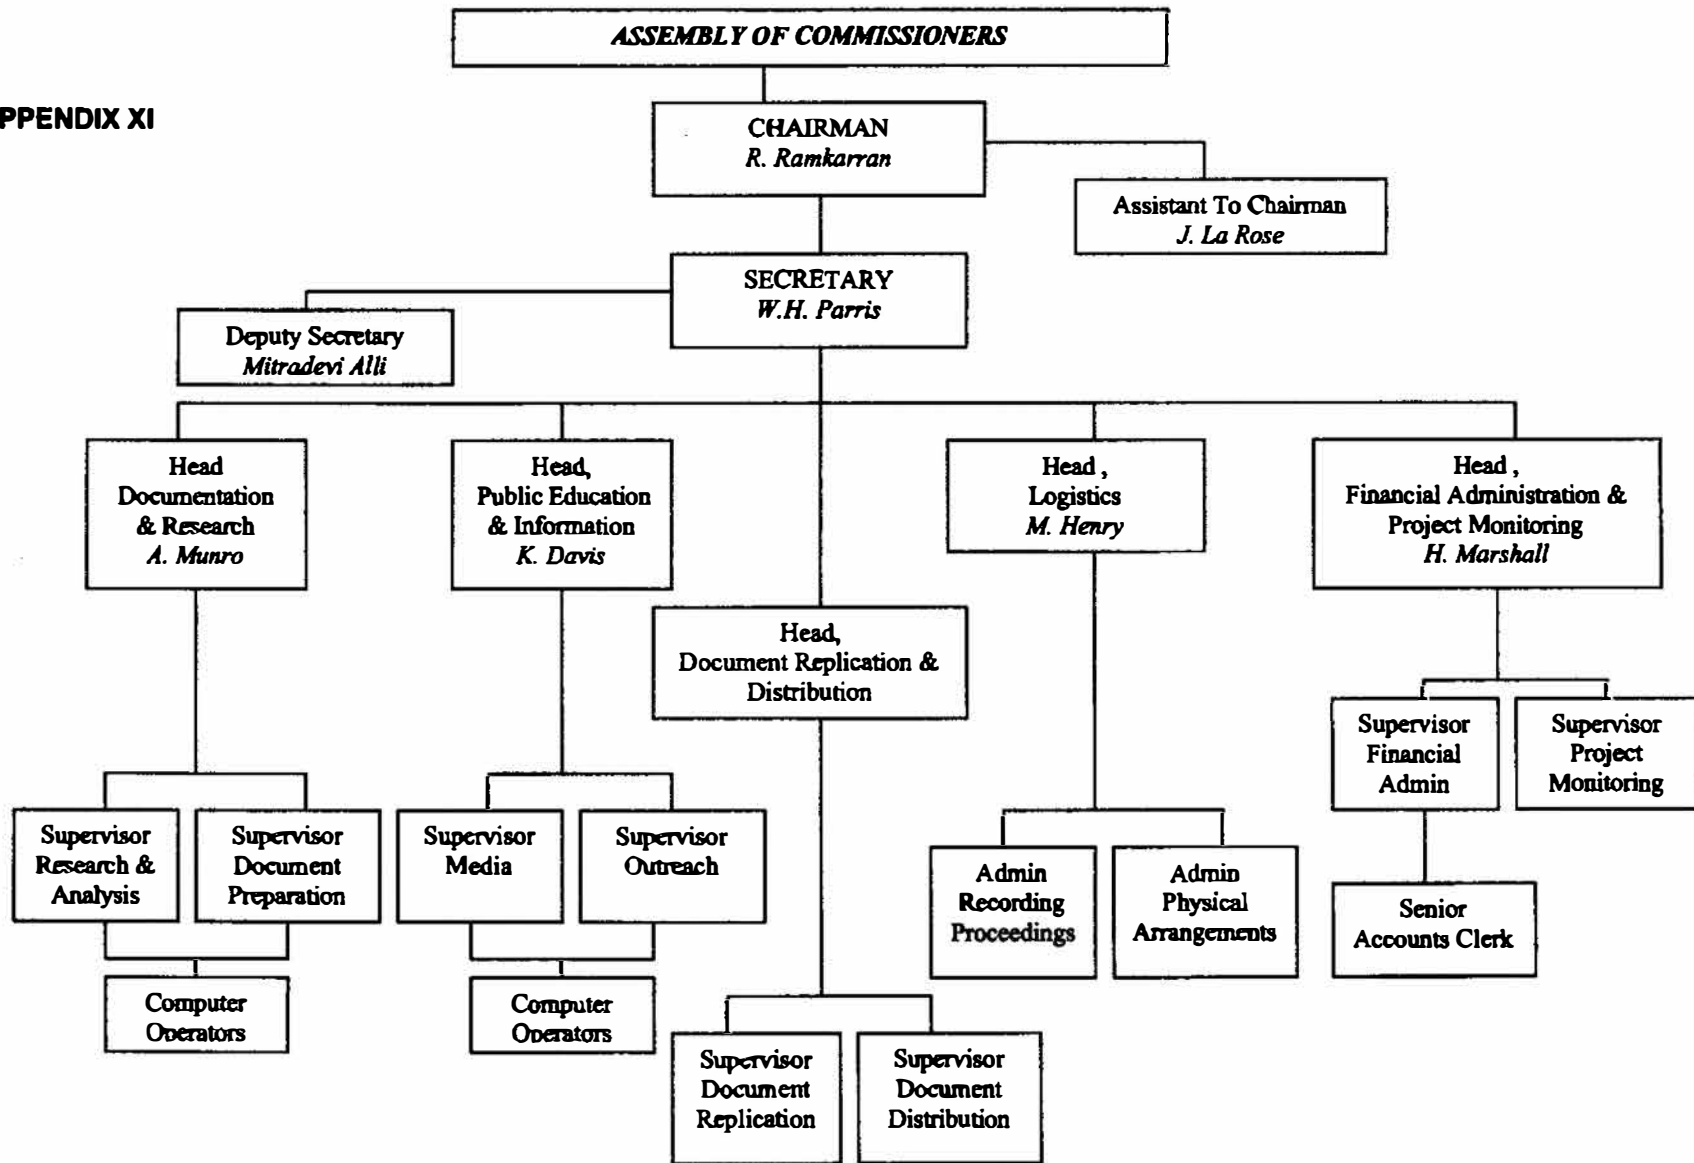 ASSEMBLY OF COMMISSIONERS
PPENDIX XI
CHAIRMAN
R. Ramkarran
Assistant To Chairman
J. La Rose
SECRETARY
W.H. Parris
Deputy Secretary
Mitradevi Alli
Head
Documentation
& Research
A. Munro
Head,
Public Education
& Information
K. Davis
Head,
Document Replication &
Distribution
Head ,
Logistics
M. Henry
Head ,
Financial Administration &
Project Monitoring
H. Marshall
Supervisor
Research &
Analysis
Supervisor
Document
Preparation
Computer
Operators
Supervisor
Media
Supervisor
Outreach
Computer
Operators
Supervisor
Document
Replication
Supervisor
Document
Distribution
Admin
Recording
Proceedings
Admin
Physical
Arrangements
Supervisor
Financial
Admin
Supervisor
Project
Monitoring
Senior
Accounts Clerk